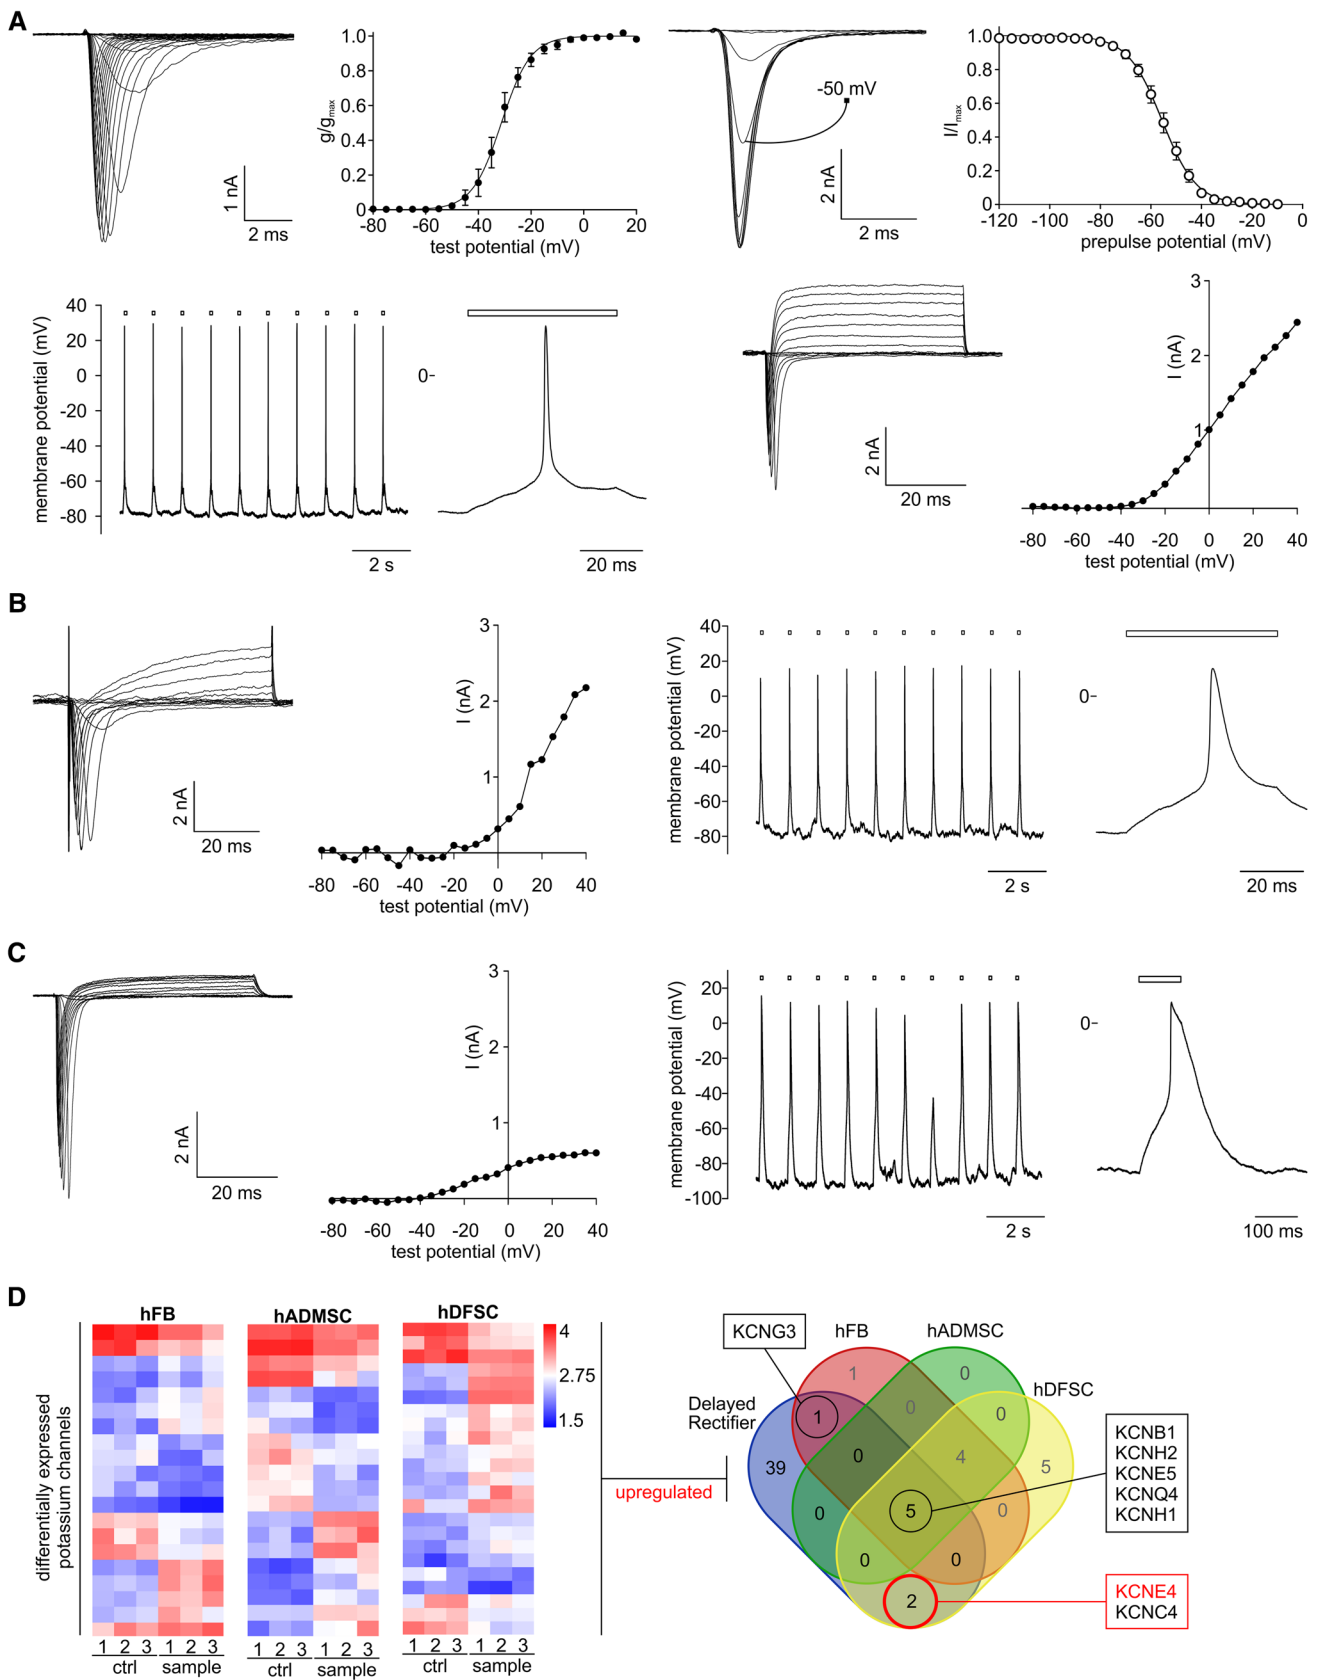 A
1.0
0.8
0.6
0.4
0.2
0
g/gmax
-80 -60 -40 -20 0 20
test potential (mV)
1 nA
2 ms
-50 mV
2 nA
2 ms
1.0
0.8
0.6
0.4
0.2
0
I/Imax
-120 -100 -80 -60 -40 -20 0
prepulse potential (mV)
40
20
0
-20
-40
-60
-80
membrane potential (mV)
2 s
0-
20 ms
2 nA
20 ms
3
2
1
I (nA)
-80 -60 -40 -20 0 20 40
test potential (mV)
B
2 nA
20 ms
3
2
1
I (nA)
-80 -60 -40 -20 0 20 40
test potential (mV)
40
20
0
-20
-40
-60
-80
membrane potential (mV)
2 s
0-
20 ms
C
2 nA
20 ms
3
2
1
I (nA)
-80 -60 -40 -20 0 20 40
test potential (mV)
20
0
-20
-40
-60
-80
-100
membrane potential (mV)
2 s
0-
100 ms
D
differentially expressed
potassium channels
hFB
hADMSC
hDFSC
4
2.75
1.5
1 2 3 1 2 3
ctrl sample
1 2 3 1 2 3
ctrl sample
1 2 3 1 2 3
ctrl sample
upregulated
KCNG3
hFB
hADMSC
hDFSC
Delayed
Rectifier
1
0
1
0
0
39
0
4
5
0
5
0
0
0
2
KCNB1
KCNH2
KCNE5
KCNQ4
KCNH1
KCNE4
KCNC4